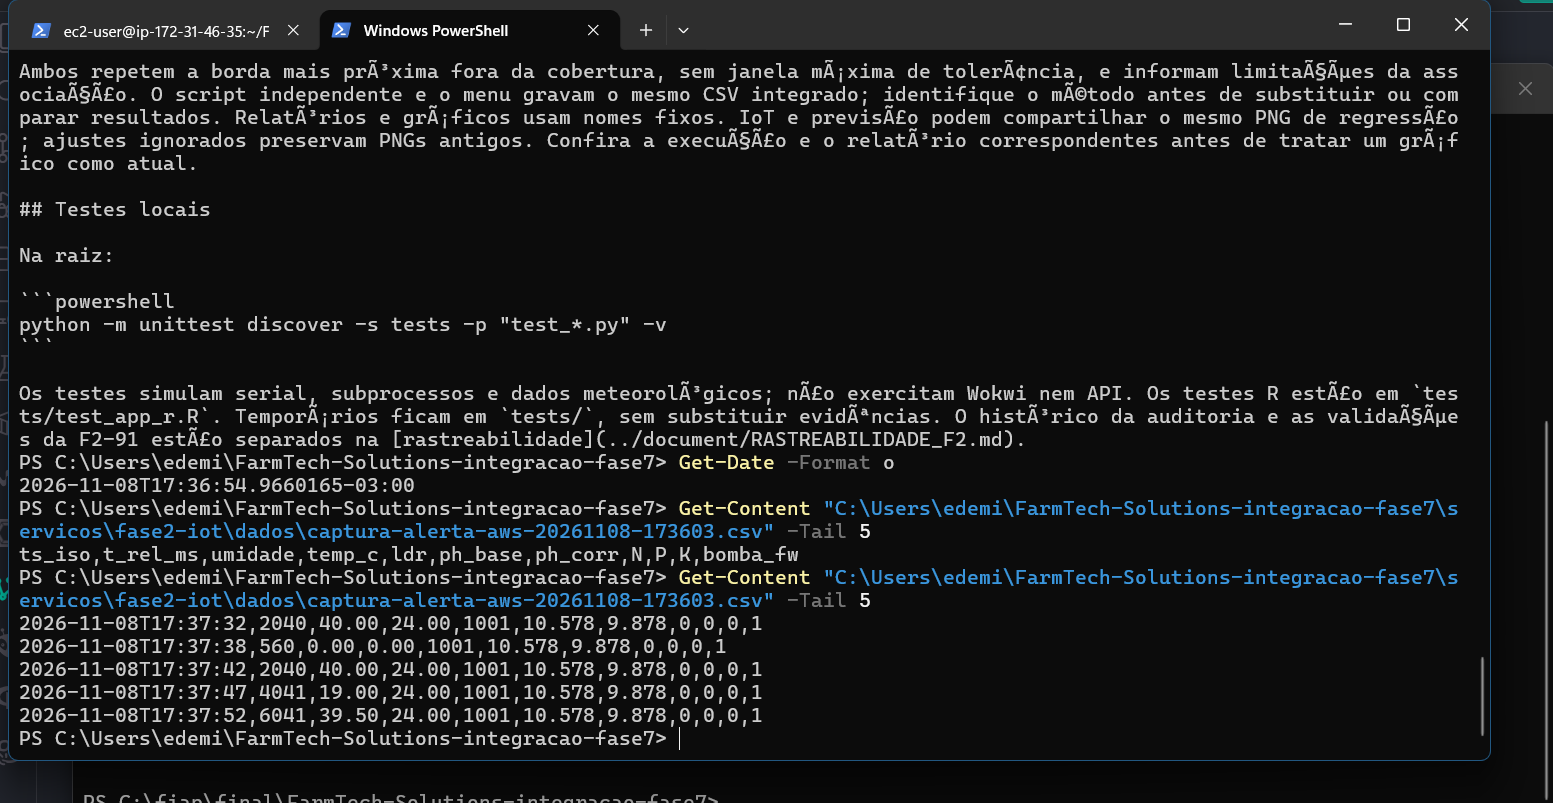 ec2-user@ip-172-31-46-35:~/F
Windows PowerShell
Ambos repetem a borda mais prÃ³xima fora da cobertura, sem janela mÃ¡xima de tolerÃ¢ncia, e informam limitaÃ§Ãµes da ass
ociaÃ§Ã£o. O script independente e o menu gravam o mesmo CSV integrado; identifique o mÃ©todo antes de substituir ou com
parar resultados. RelatÃ³rios e grÃ¡ficos usam nomes fixos. IoT e previsÃ£o podem compartilhar o mesmo PNG de regressÃ£o
; ajustes ignorados preservam PNGs antigos. Confira a execuÃ§Ã£o e o relatÃ³rio correspondentes antes de tratar um grÃ¡f
ico como atual.
## Testes locais
Na raiz:
```powershell
python -m unittest discover -s tests -p "test_*.py" -v
```
Os testes simulam serial, subprocessos e dados meteorolÃ³gicos; nÃ£o exercitam Wokwi nem API. Os testes R estÃ£o em `tes
ts/test_app_r.R`. TemporÃ¡rios ficam em `tests/`, sem substituir evidÃªncias. O histÃ³rico da auditoria e as validaÃ§Ãµe
s da F2-91 estÃ£o separados na [rastreabilidade](../document/RASTREABILIDADE_F2.md).
PS C:\Users\edemi\FarmTech-Solutions-integracao-fase7> Get-Date -Format o
2026-11-08T17:36:54.9660165-03:00
PS C:\Users\edemi\FarmTech-Solutions-integracao-fase7> Get-Content "C:\Users\edemi\FarmTech-Solutions-integracao-fase7\s
ervicos\fase2-iot\dados\captura-alerta-aws-20261108-173603.csv" -Tail 5
ts_iso,t_rel_ms,umidade,temp_c,ldr,ph_base,ph_corr,N,P,K,bomba_fw
PS C:\Users\edemi\FarmTech-Solutions-integracao-fase7> Get-Content "C:\Users\edemi\FarmTech-Solutions-integracao-fase7\s
ervicos\fase2-iot\dados\captura-alerta-aws-20261108-173603.csv" -Tail 5
2026-11-08T17:37:32,2040,40.00,24.00,1001,10.578,9.878,0,0,0,1
2026-11-08T17:37:38,560,0.00,0.00,1001,10.578,9.878,0,0,0,1
2026-11-08T17:37:42,2040,40.00,24.00,1001,10.578,9.878,0,0,0,1
2026-11-08T17:37:47,4041,19.00,24.00,1001,10.578,9.878,0,0,0,1
2026-11-08T17:37:52,6041,39.50,24.00,1001,10.578,9.878,0,0,0,1
PS C:\Users\edemi\FarmTech-Solutions-integracao-fase7>
PS C:\fiap\final\FarmTech-Solutions-integracao-fase7>